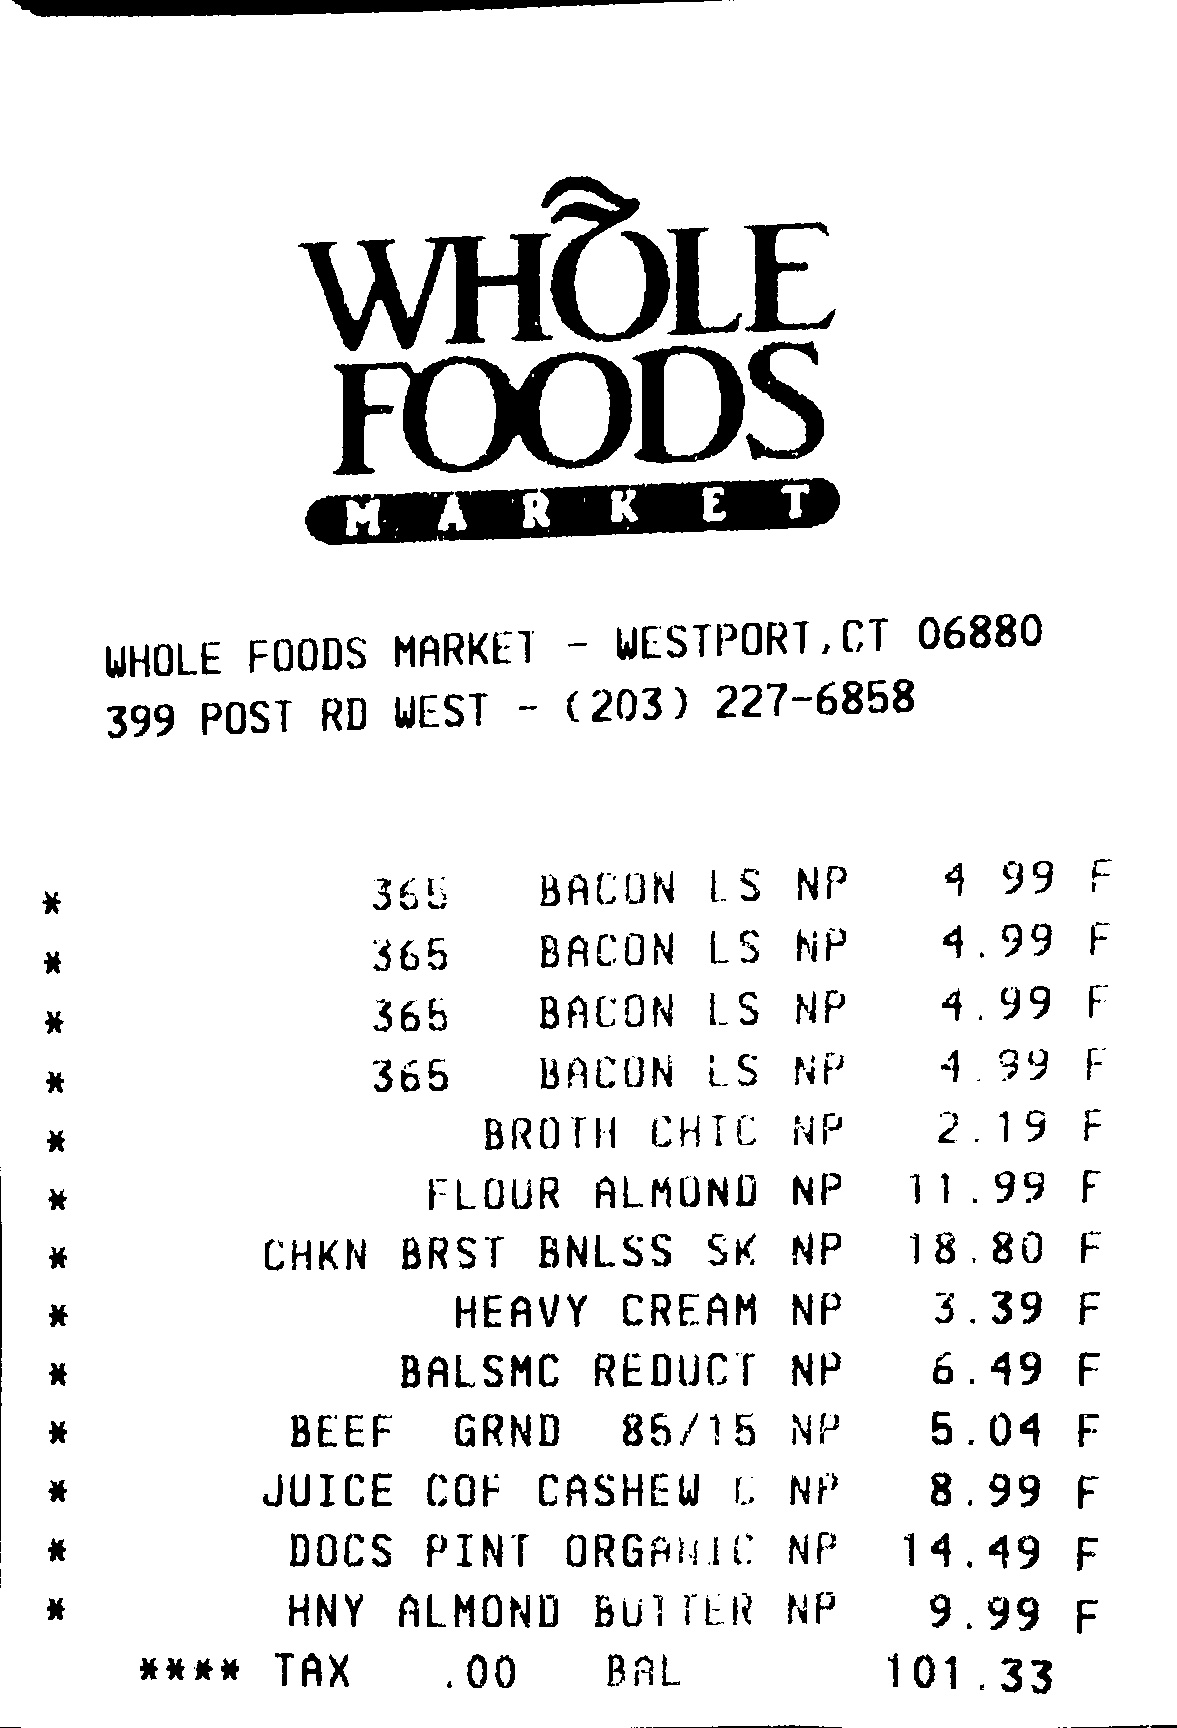 WHOLE
FOODS
MARKET
WHOLE FOODS MARKET - WESTPORT,CT 06880
399 POST RD WEST - (203) 227-6858
* 365 BACON LS NP 4 99 F
* 365 BACON LS NP 4.99 F
* 365 BACON LS NP 4.99 F
* 365 BACON LS NP 4.99 F
* BROTH CHIC NP 2.19 F
* FLOUR ALMOND NP 11.99 F
* CHKN BRST BNLSS SK NP 18.80 F
* HEAVY CREAM NP 3.39 F
* BALSMC REDUCT NP 6.49 F
* BEEF GRND 85/15 NP 5.04 F
* JUICE COF CASHEW C NP 8.99 F
* DOCS PINT ORGANIC NP 14.49 F
* HNY ALMOND BUTTER NP 9.99 F
**** TAX .00 BAL 101.33